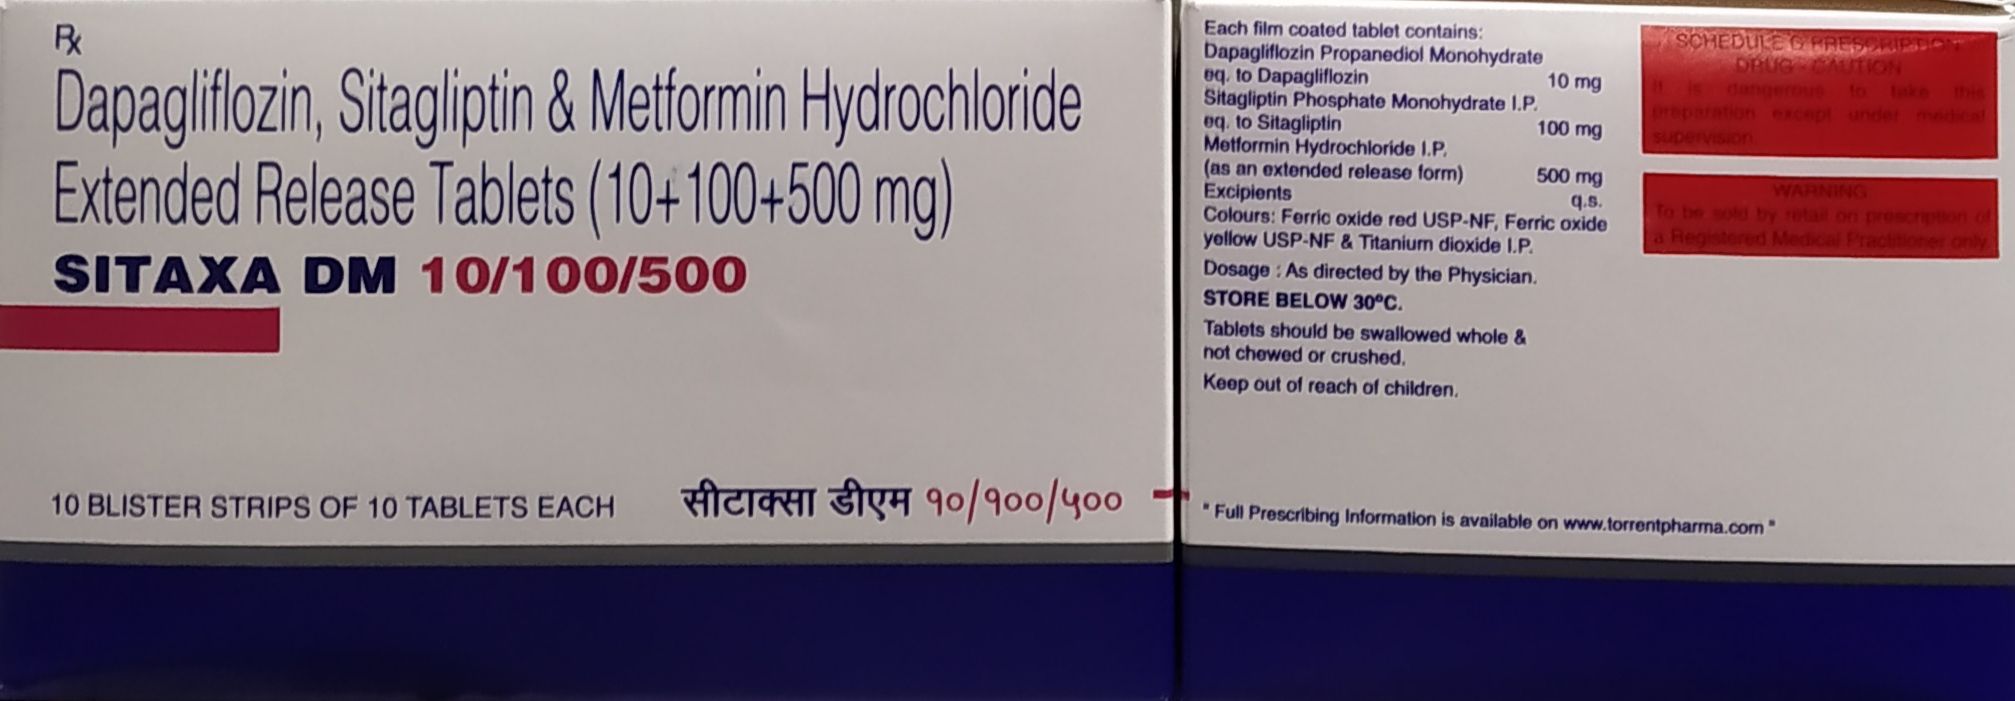 Rx
Dapagliflozin, Sitagliptin & Metformin Hydrochloride
Extended Release Tablets (10+100+500 mg)
SITAXA DM 10/100/500
10 BLISTER STRIPS OF 10 TABLETS EACH
सीटाक्सा डीएम १०/१००/५००
Each film coated tablet contains:
Dapagliflozin Propanediol Monohydrate
eq. to Dapagliflozin 10 mg
Sitagliptin Phosphate Monohydrate I.P.
eq. to Sitagliptin 100 mg
Metformin Hydrochloride I.P.
(as an extended release form) 500 mg
Excipients q.s.
Colours: Ferric oxide red USP-NF, Ferric oxide
yellow USP-NF & Titanium dioxide I.P.
Dosage : As directed by the Physician.
STORE BELOW 30°C.
Tablets should be swallowed whole &
not chewed or crushed.
Keep out of reach of children.
" Full Prescribing Information is available on www.torrentpharma.com "
SCHEDULE G PRESCRIPTION
DRUG - CAUTION
It is dangerous to take this
preparation except under medical
supervision.
WARNING
To be sold by retail on prescription of
a Registered Medical Practitioner only.